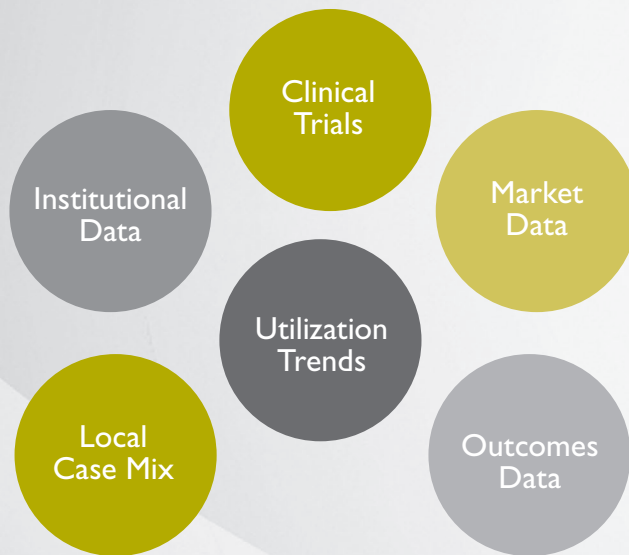 Clinical
Trials
Institutional
Data
Market
Data
Utilization
Trends
Local
Case Mix
Outcomes
Data